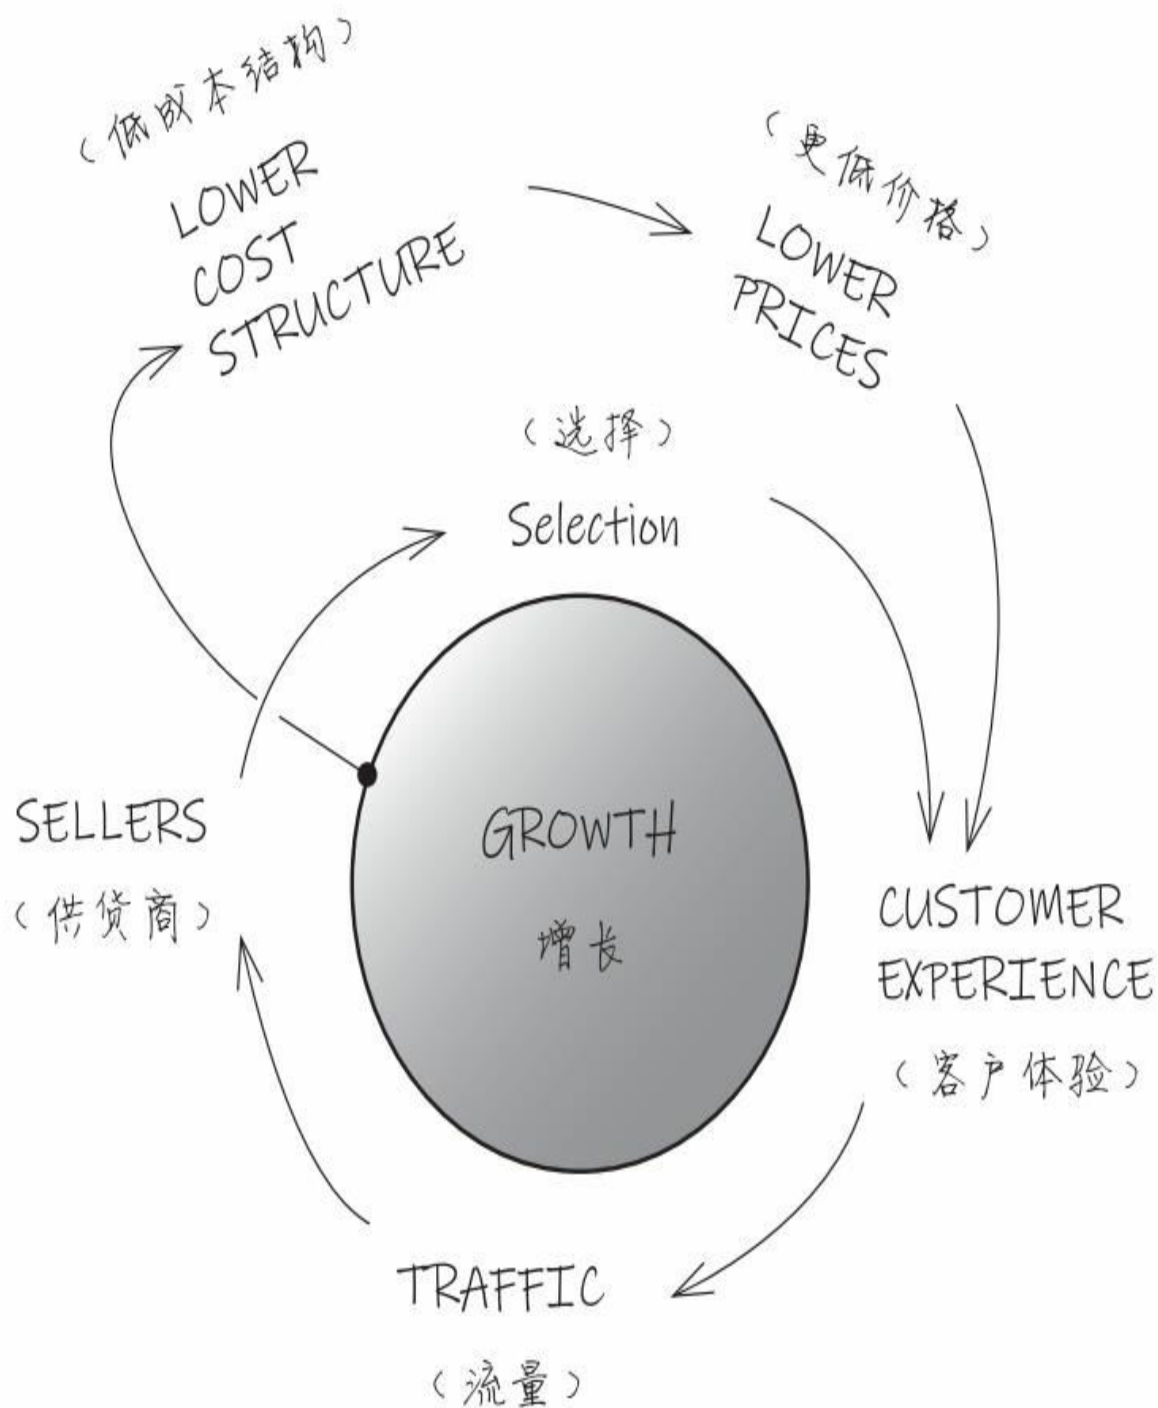 （低成本结构）
LOWER
COST
STRUCTURE
（更低价格）
LOWER
PRICES
（选择）
Selection
SELLERS
（供货商）
GROWTH
增长
CUSTOMER
EXPERIENCE
（客户体验）
TRAFFIC
（流量）